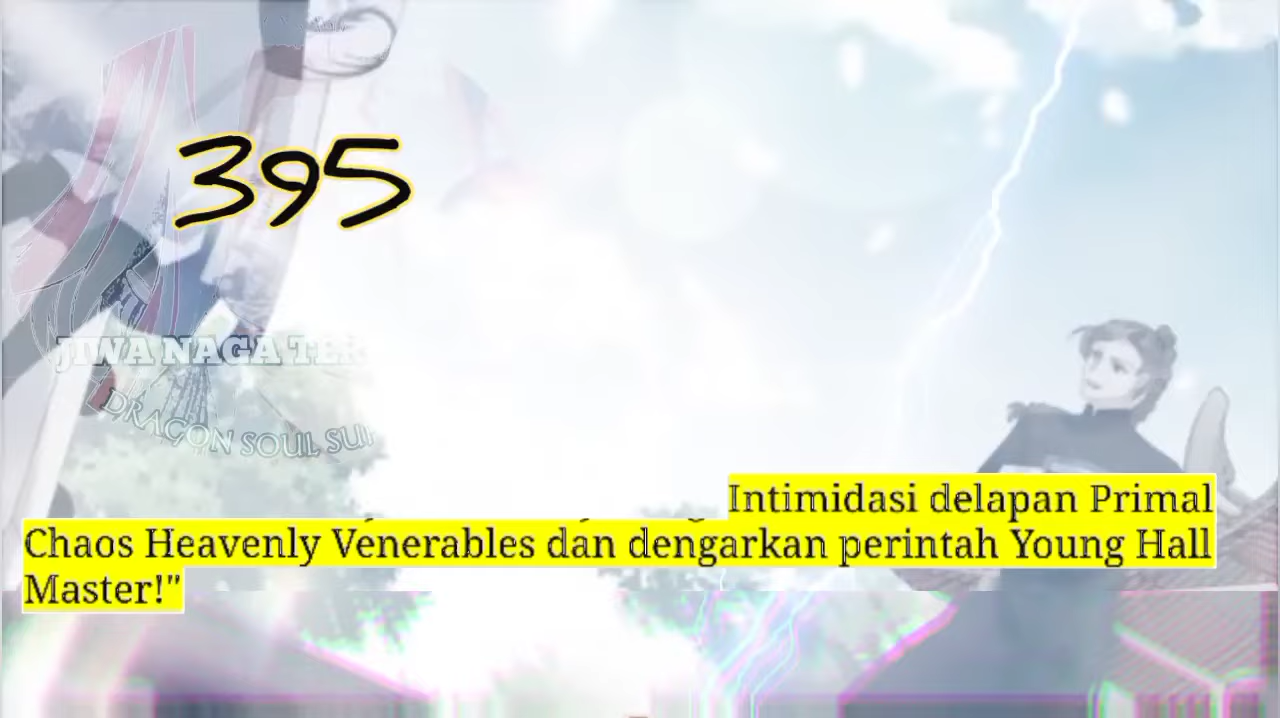 395
JIWA NAGA TER
DRAGON SOUL SU
Intimidasi delapan Primal
Chaos Heavenly Venerables dan dengarkan perintah Young Hall
Master!"